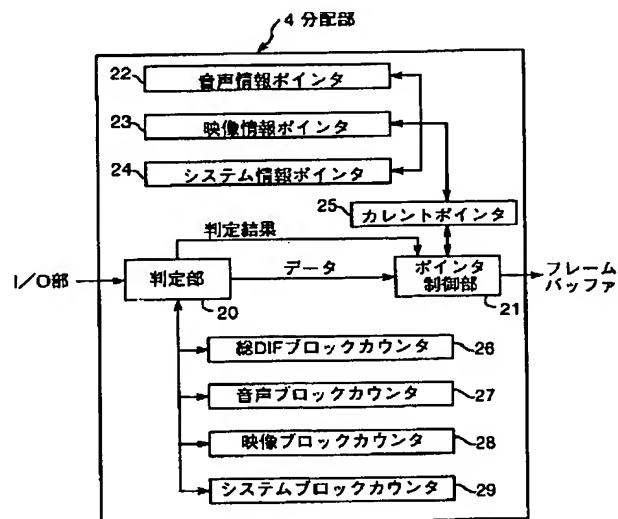 4 分配部
22
音声情報ポインタ
23
映像情報ポインタ
24
システム情報ポインタ
25
カレントポインタ
判定結果
I/O部
判定部
20
データ
ポインタ
制御部
21
フレーム
バッファ
総DIFブロックカウンタ
26
音声ブロックカウンタ
27
映像ブロックカウンタ
28
システムブロックカウンタ
29